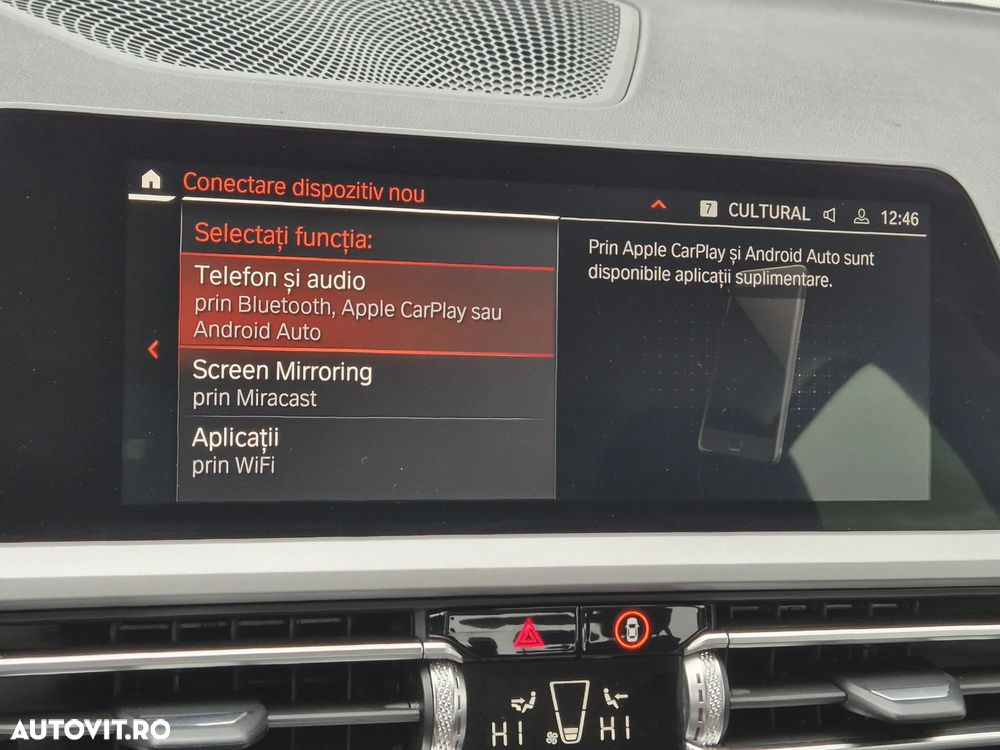 Conectare dispozitiv nou
7 CULTURAL 12:46
Selectați funcția:
Telefon și audio
prin Bluetooth, Apple CarPlay sau
Android Auto
Screen Mirroring
prin Miracast
Aplicații
prin WiFi
Prin Apple CarPlay și Android Auto sunt
disponibile aplicații suplimentare.
HI HI
AUTOVIT.RO